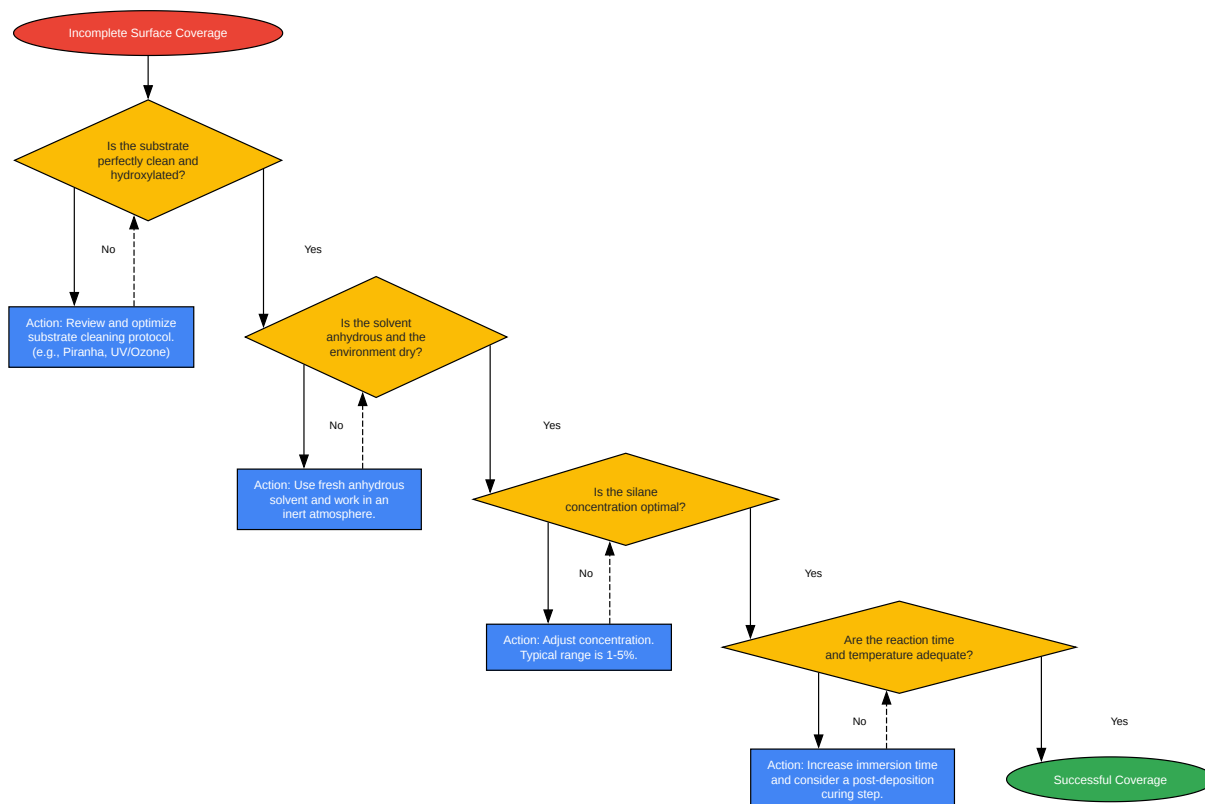 Incomplete Surface Coverage
Is the substrate
perfectly clean and
hydroxylated?
No
Yes
Action: Review and optimize
substrate cleaning protocol.
(e.g., Piranha, UV/Ozone)
Is the solvent
anhydrous and the
environment dry?
No
Yes
Action: Use fresh anhydrous
solvent and work in an
inert atmosphere.
Is the silane
concentration optimal?
No
Yes
Action: Adjust concentration.
Typical range is 1-5%.
Are the reaction time
and temperature adequate?
No
Yes
Action: Increase immersion time
and consider a post-deposition
curing step.
Successful Coverage